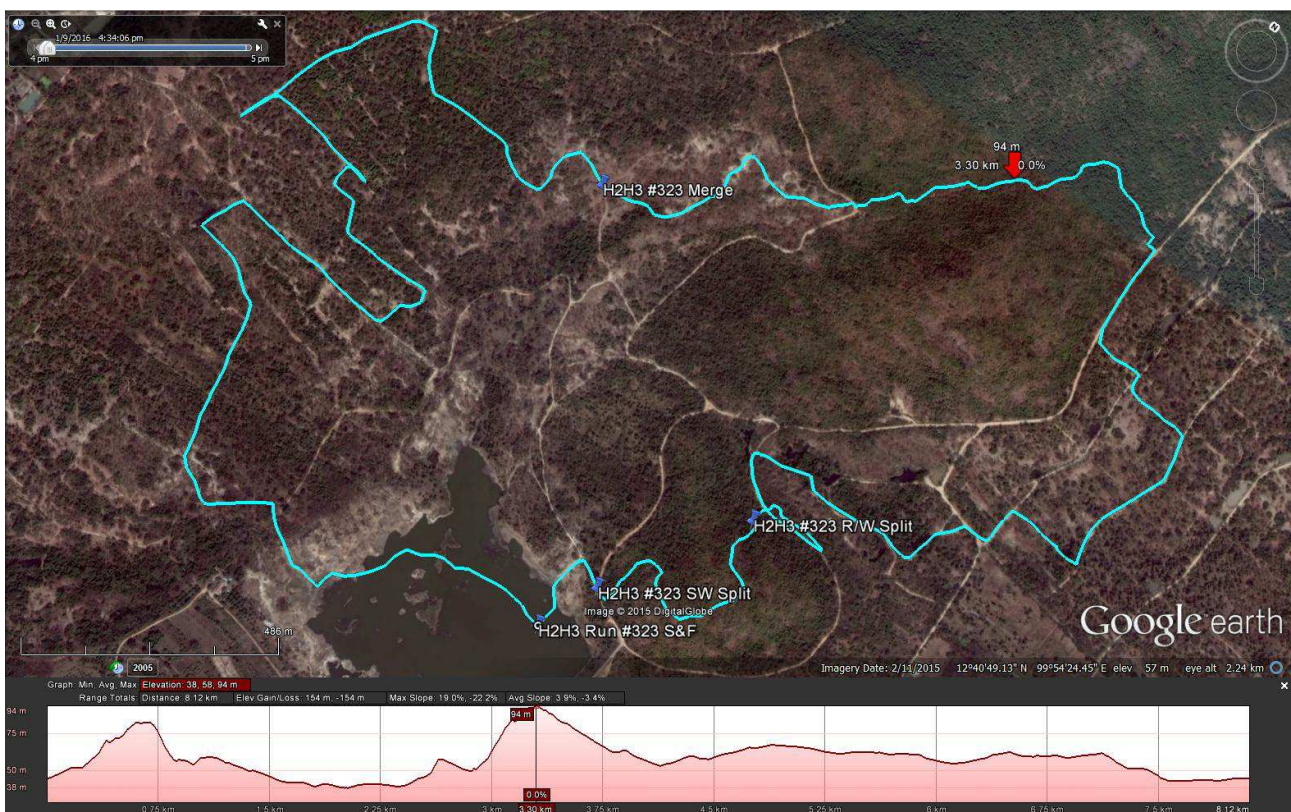 1/9/2016   4:34:06 pm
4 pm
5 pm
94 m
3.30 km
0.0%
H2H3 #323 Merge
H2H3 #323 R/W Split
H2H3 #323 SW Split
Image © 2015 DigitalGlobe
H2H3 Run #323 S&F
486 m
Google earth
2005
Imagery Date: 2/11/2015   12°40'49.13" N   99°54'24.45" E  elev   57 m   eye alt   2.24 km
Graph: Min, Avg, Max  Elevation: 38, 58, 94 m
Range Totals:  Distance: 8.12 km  Elev Gain/Loss: 154 m, -154 m  Max Slope: 19.0%, -22.2%  Avg Slope: 3.9%, -3.4%
94 m
94 m
75 m
50 m
38 m
0.0%
0.75 km
1.5 km
2.25 km
3 km
3.30 km
3.75 km
4.5 km
5.25 km
6 km
6.75 km
7.5 km
8.12 km